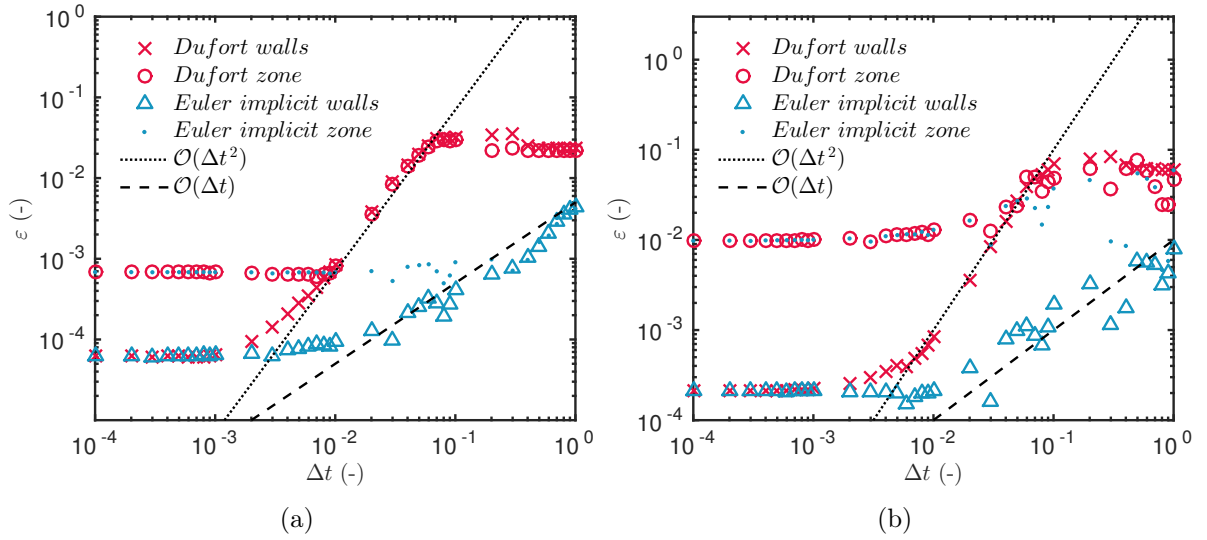 10^0
10^-1
10^-2
10^-3
10^-4
ε (-)
Dufort walls
Dufort zone
Euler implicit walls
Euler implicit zone
O(Δt^2)
O(Δt)
10^-4
10^-3
10^-2
10^-1
10^0
Δt (-)
(a)
10^0
10^-1
10^-2
10^-3
10^-4
ε (-)
Dufort walls
Dufort zone
Euler implicit walls
Euler implicit zone
O(Δt^2)
O(Δt)
10^-4
10^-3
10^-2
10^-1
10^0
Δt (-)
(b)